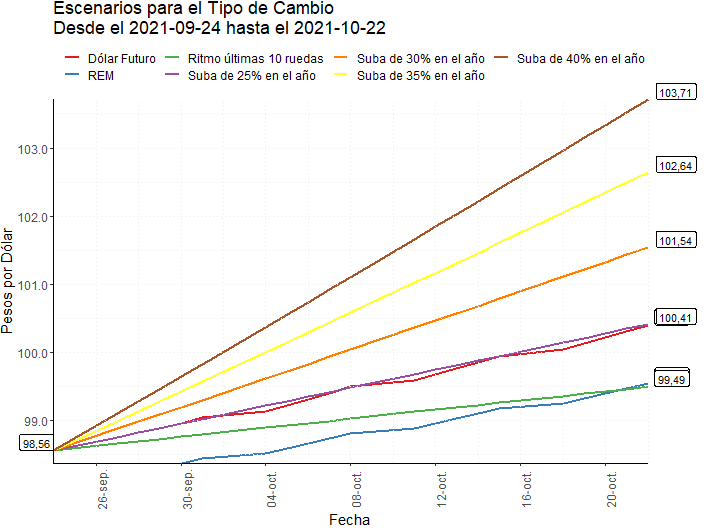 Escenarios para el Tipo de Cambio
Desde el 2021-09-24 hasta el 2021-10-22
Dólar Futuro
Ritmo últimas 10 ruedas
Suba de 30% en el año
Suba de 40% en el año
REM
Suba de 25% en el año
Suba de 35% en el año
103,71
103.0
102,64
102.0
101,54
101.0
100,41
100.0
99,49
99.0
98,56
Pesos por Dólar
26-sep.
30-sep.
04-oct.
08-oct.
12-oct.
16-oct.
20-oct.
Fecha